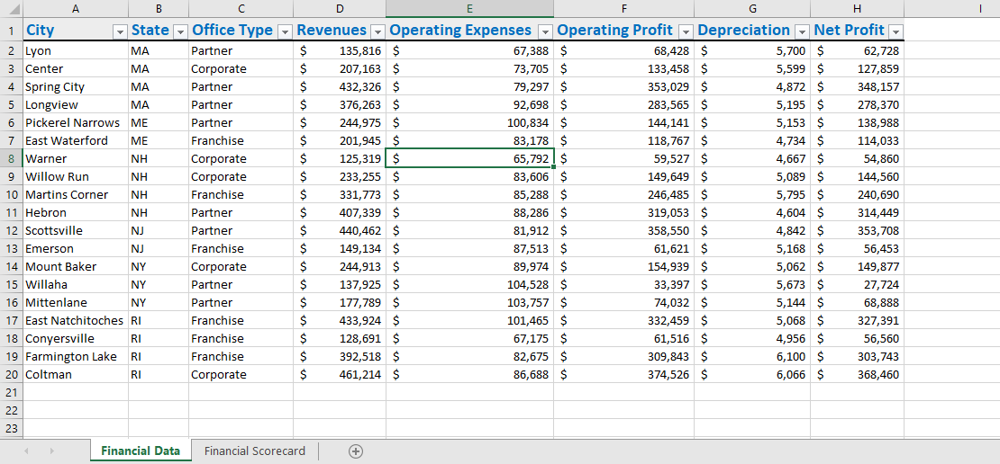 A B C D E F G H I
1 City State Office Type Revenues Operating Expenses Operating Profit Depreciation Net Profit
2 Lyon MA Partner $ 135,816 $ 67,388 $ 68,428 $ 5,700 $ 62,728
3 Center MA Corporate $ 207,163 $ 73,705 $ 133,458 $ 5,599 $ 127,859
4 Spring City MA Partner $ 432,326 $ 79,297 $ 353,029 $ 4,872 $ 348,157
5 Longview MA Partner $ 376,263 $ 92,698 $ 283,565 $ 5,195 $ 278,370
6 Pickerel Narrows ME Partner $ 244,975 $ 100,834 $ 144,141 $ 5,153 $ 138,988
7 East Waterford ME Franchise $ 201,945 $ 83,178 $ 118,767 $ 4,734 $ 114,033
8 Warner NH Corporate $ 125,319 $ 65,792 $ 59,527 $ 4,667 $ 54,860
9 Willow Run NH Corporate $ 233,255 $ 83,606 $ 149,649 $ 5,089 $ 144,560
10 Martins Corner NH Franchise $ 331,773 $ 85,288 $ 246,485 $ 5,795 $ 240,690
11 Hebron NH Partner $ 407,339 $ 88,286 $ 319,053 $ 4,604 $ 314,449
12 Scottsville NJ Partner $ 440,462 $ 81,912 $ 358,550 $ 4,842 $ 353,708
13 Emerson NJ Franchise $ 149,134 $ 87,513 $ 61,621 $ 5,168 $ 56,453
14 Mount Baker NY Corporate $ 244,913 $ 89,974 $ 154,939 $ 5,062 $ 149,877
15 Willaha NY Partner $ 137,925 $ 104,528 $ 33,397 $ 5,673 $ 27,724
16 Mittenlane NY Partner $ 177,789 $ 103,757 $ 74,032 $ 5,144 $ 68,888
17 East Natchitoches RI Franchise $ 433,924 $ 101,465 $ 332,459 $ 5,068 $ 327,391
18 Conyersville RI Franchise $ 128,691 $ 67,175 $ 61,516 $ 4,956 $ 56,560
19 Farmington Lake RI Franchise $ 392,518 $ 82,675 $ 309,843 $ 6,100 $ 303,743
20 Coltman RI Corporate $ 461,214 $ 86,688 $ 374,526 $ 6,066 $ 368,460
21
22
23
Financial Data Financial Scorecard